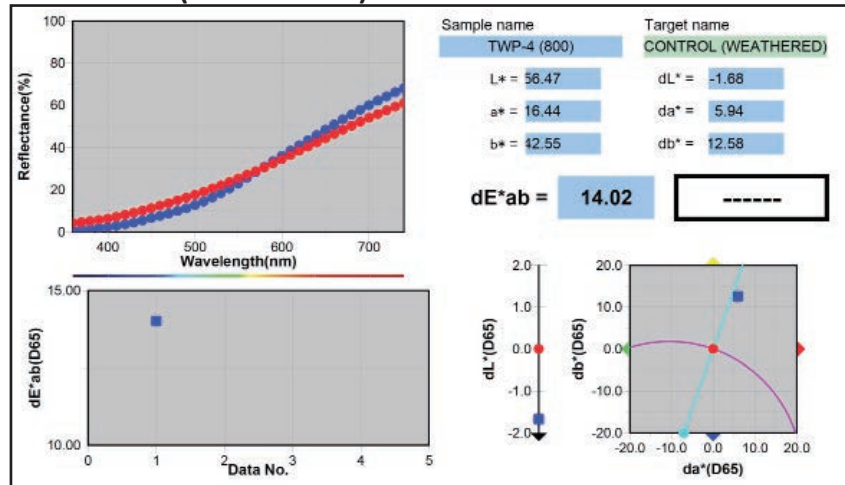 100
80
60
40
20
0
Reflectance(%)
400 500 600 700
Wavelength(nm)
15.00
10.00
dE*ab(D65)
0 1 2 3 4 5
Data No.
Sample name Target name
TWP-4 (800) CONTROL (WEATHERED)
L* = 56.47 dL* = -1.68
a* = 16.44 da* = 5.94
b* = 42.55 db* = 12.58
dE*ab = 14.02 ------
2.0
1.0
0.0
-1.0
-2.0
dL*(D65)
20.0
10.0
0.0
-10.0
-20.0
db*(D65)
-20.0 -10.0 0.0 10.0 20.0
da*(D65)